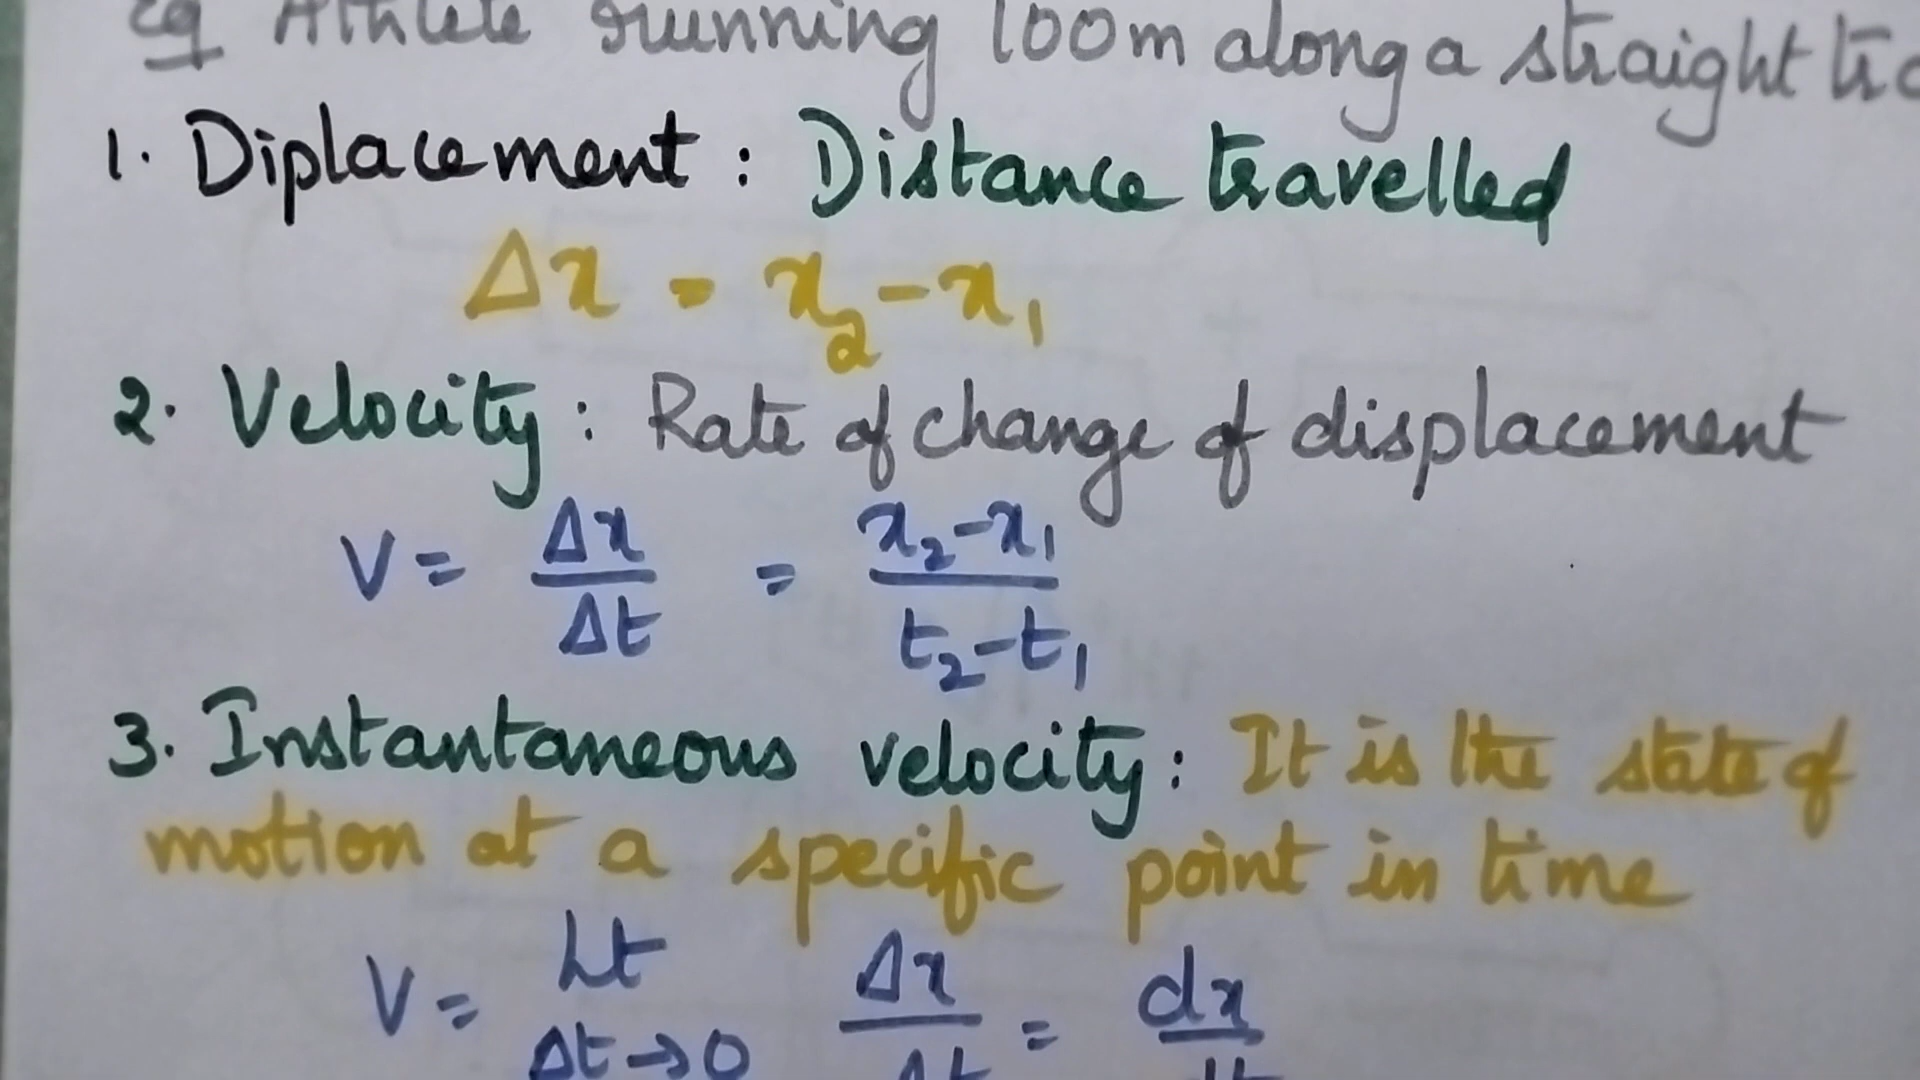 eg Athlete running 100m along a straight
1. Diplacement : Distance travelled
Δx = x₂-x₁
2. Velocity : Rate of change of displacement
V = Δx/Δt = x₂-x₁/t₂-t₁
3. Instantaneous velocity : It is the state of
motion at a specific point in time
V = Lt Δt→0 Δx/Δt = dx/dt